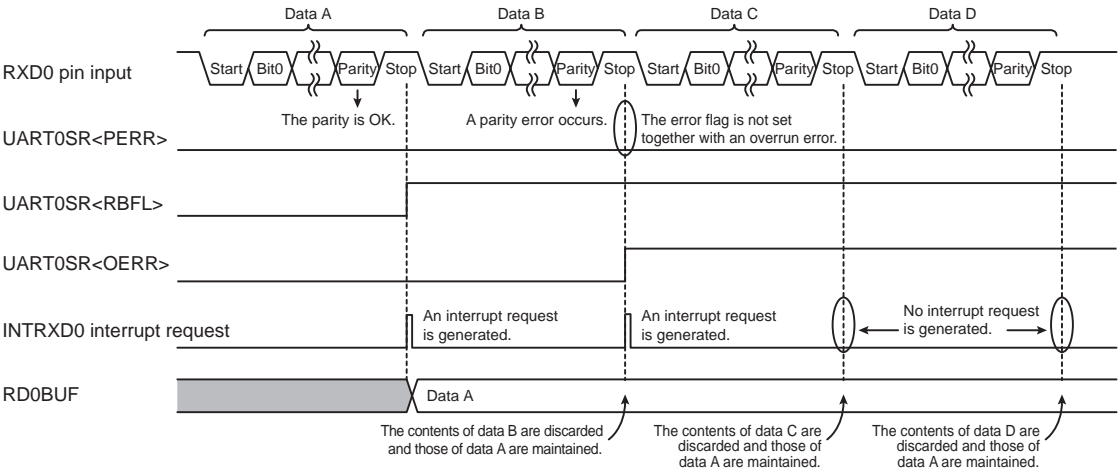 Data A Data B Data C Data D
RXD0 pin input
Start Bit0 Parity Stop Start Bit0 Parity Stop Start Bit0 Parity Stop Start Bit0 Parity Stop
The parity is OK.
A parity error occurs.
The error flag is not set
together with an overrun error.
UART0SR<PERR>
UART0SR<RBFL>
UART0SR<OERR>
INTRXD0 interrupt request
An interrupt request
is generated.
An interrupt request
is generated.
No interrupt request
is generated.
RD0BUF
Data A
The contents of data B are discarded
and those of data A are maintained.
The contents of data C are
discarded and those of
data A are maintained.
The contents of data D are
discarded and those of
data A are maintained.